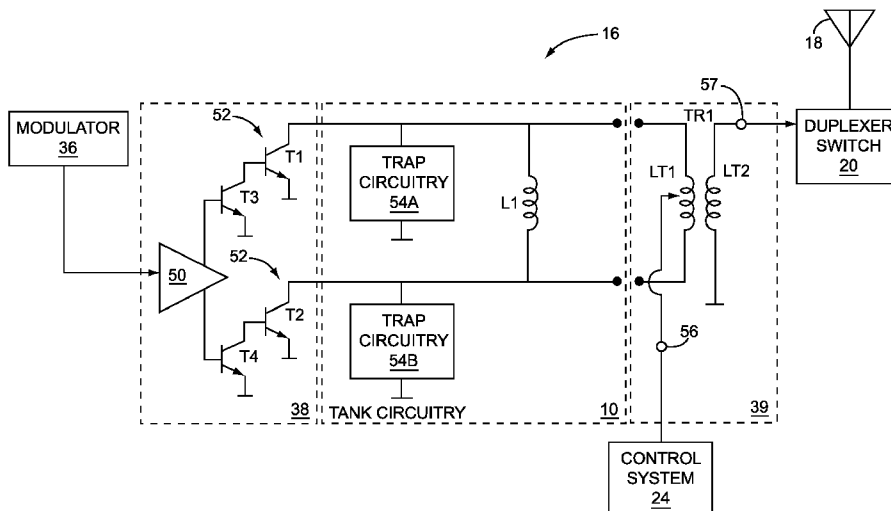 16
18
57
MODULATOR
36
52
T1
T3
50
52
T2
T4
38
TRAP
CIRCUITRY
54A
L1
TRAP
CIRCUITRY
54B
TANK CIRCUITRY
10
TR1
LT1
LT2
56
39
DUPLEXER
SWITCH
20
CONTROL
SYSTEM
24